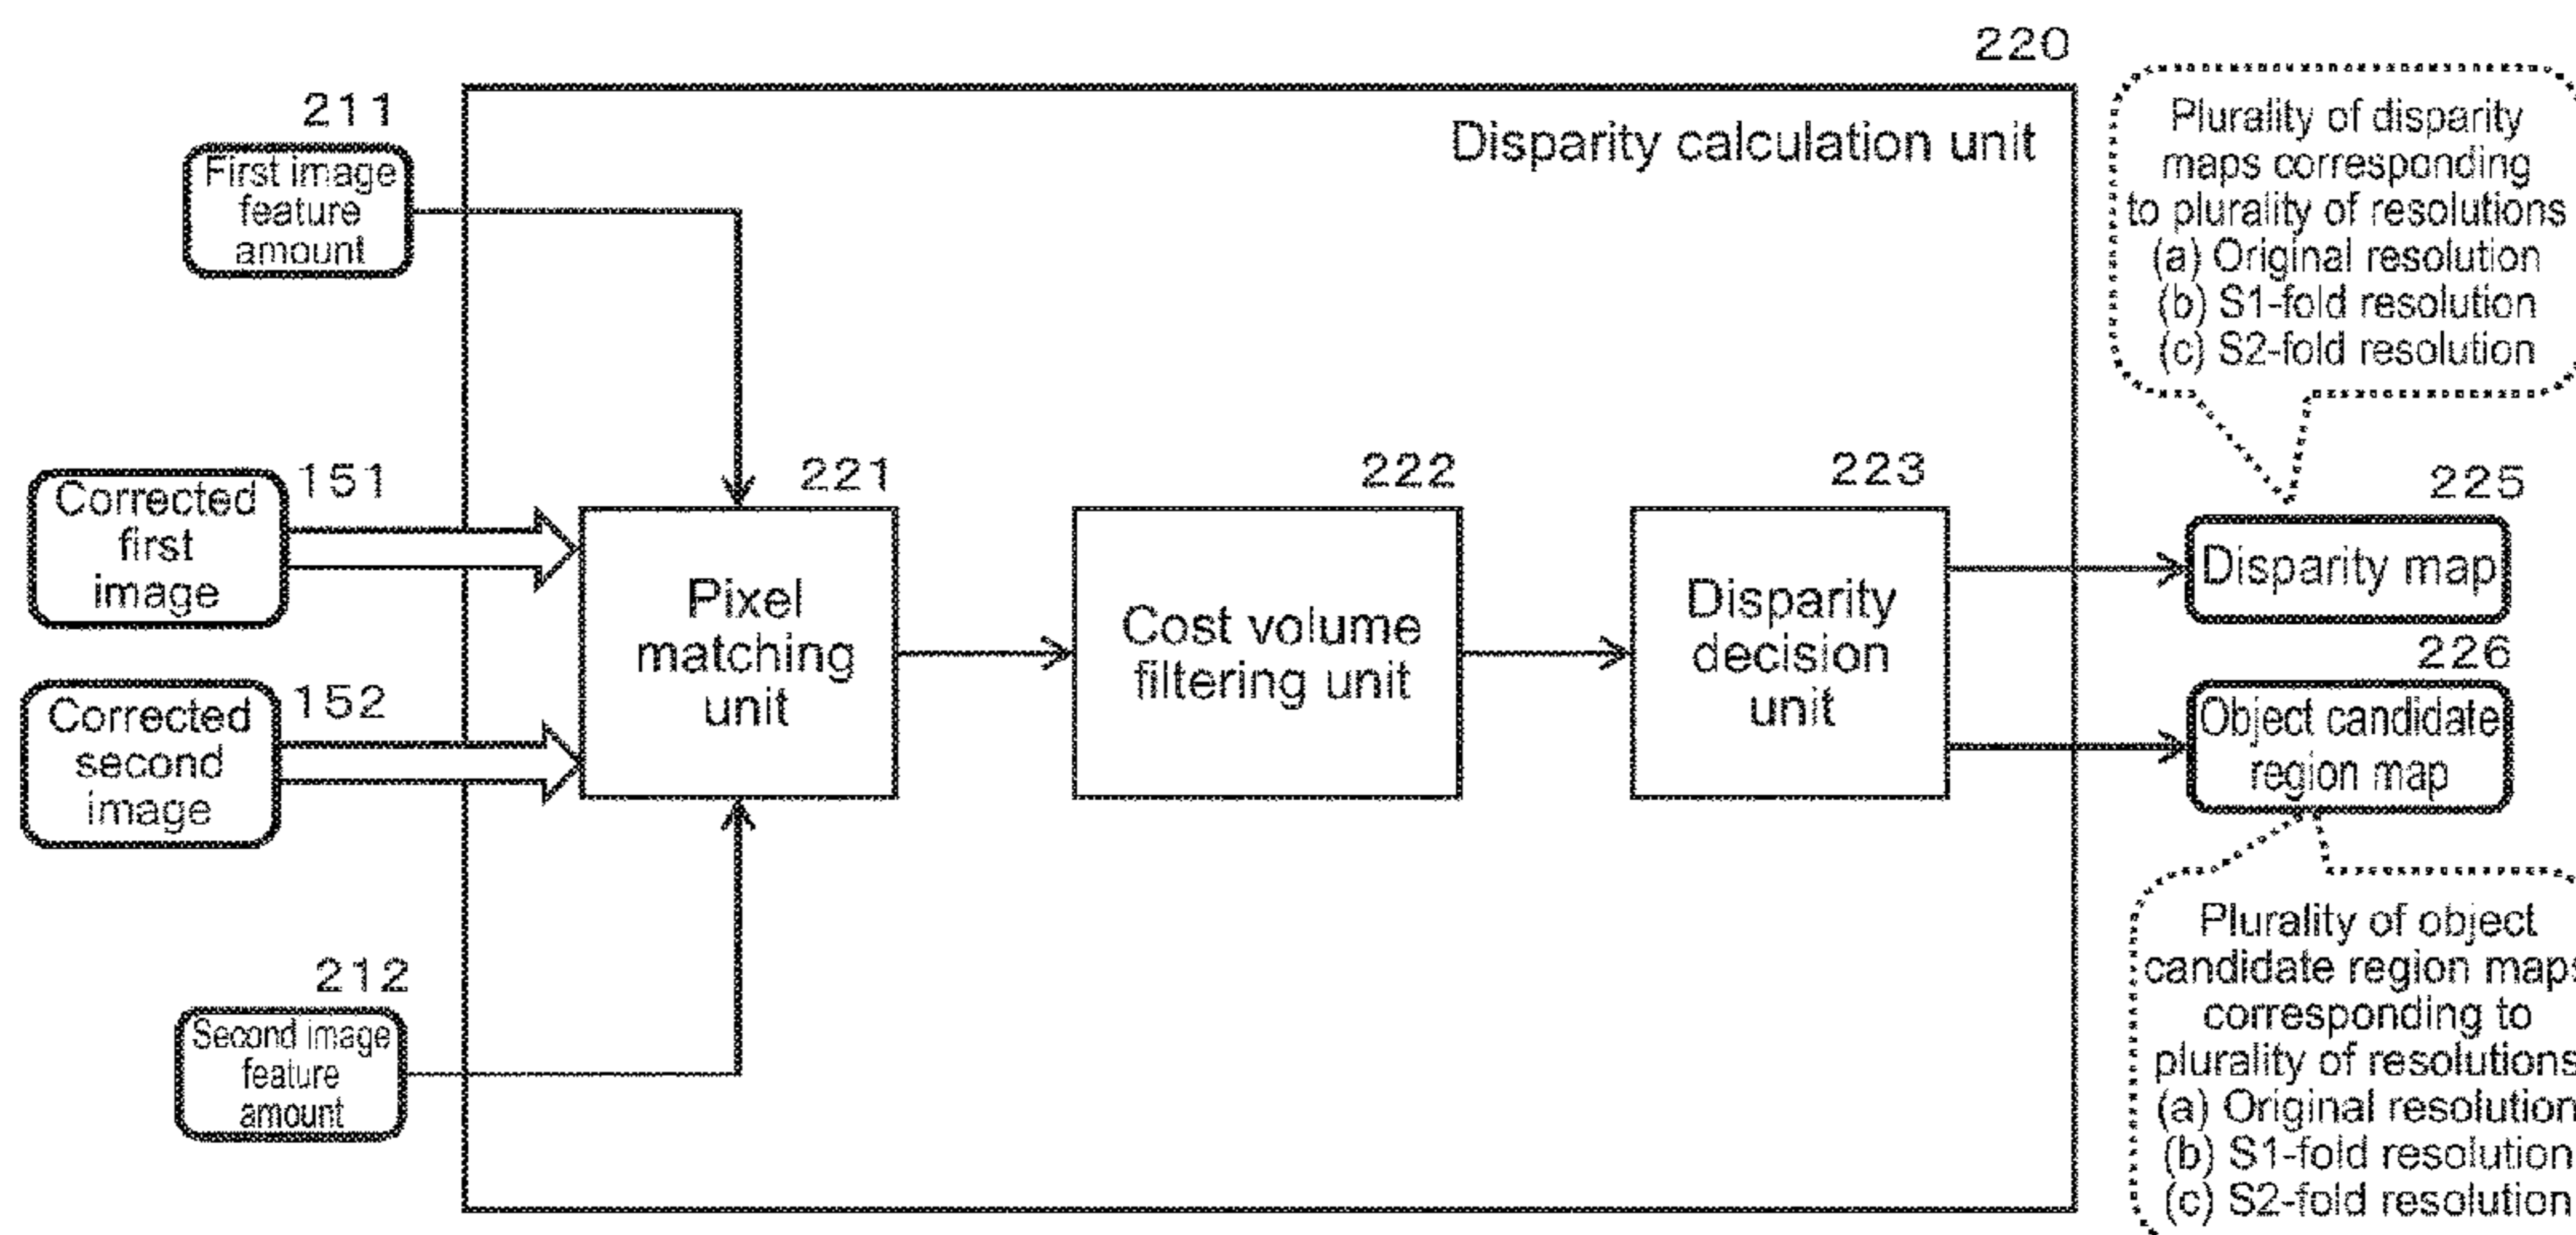 220
Disparity calculation unit
211
First image
feature
amount
151
Corrected
first
image
152
Corrected
second
image
212
Second image
feature
amount
221
Pixel
matching
unit
222
Cost volume
filtering unit
223
Disparity
decision
unit
Plurality of disparity
maps corresponding
to plurality of resolutions
(a) Original resolution
(b) S1-fold resolution
(c) S2-fold resolution
225
Disparity map
226
Object candidate
region map
Plurality of object
candidate region maps
corresponding to
plurality of resolutions
(a) Original resolution
(b) S1-fold resolution
(c) S2-fold resolution